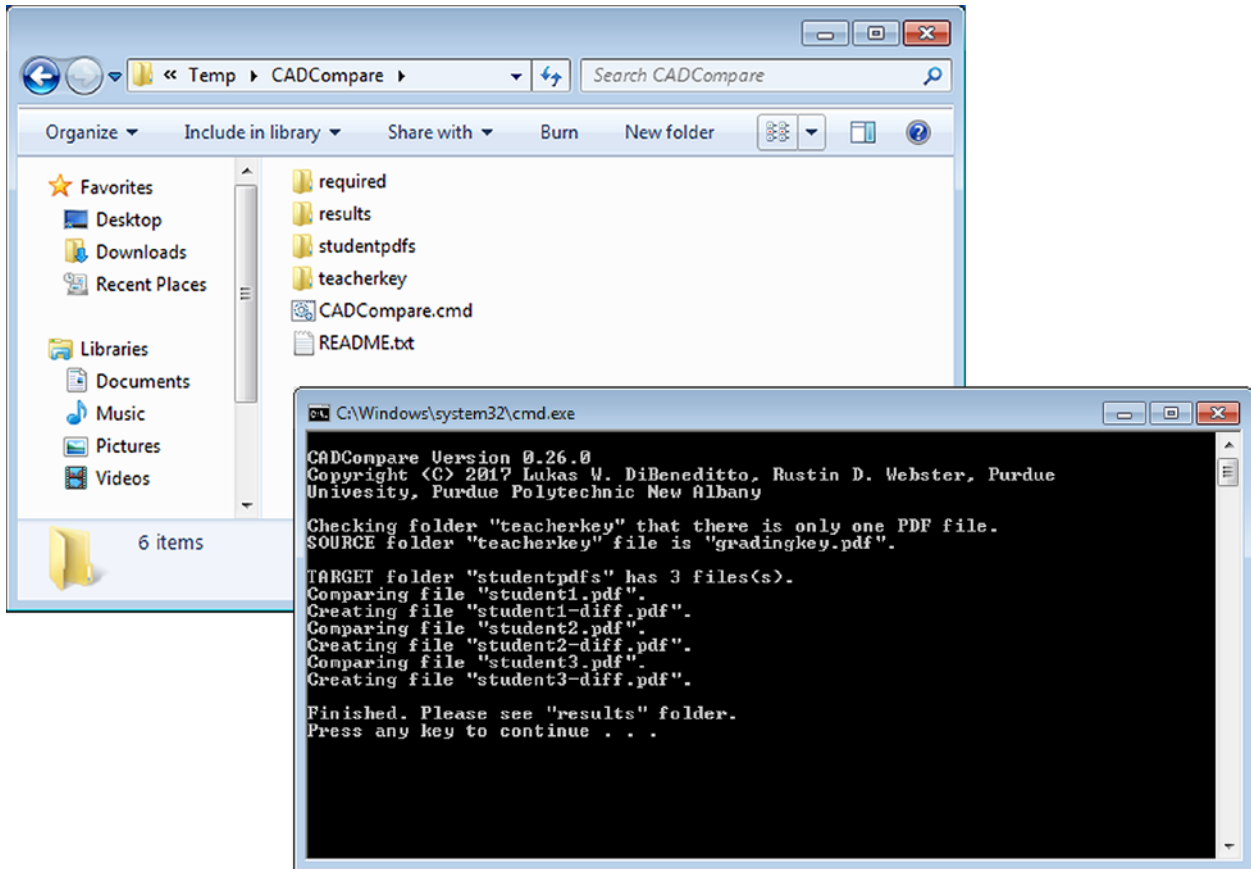 « Temp ▸ CADCompare ▸
Search CADCompare
Organize ▾ Include in library ▾ Share with ▾ Burn New folder
Favorites
Desktop
Downloads
Recent Places
Libraries
Documents
Music
Pictures
Videos
required
results
studentpdfs
teacherkey
CADCompare.cmd
README.txt
6 items
C:\Windows\system32\cmd.exe
CADCompare Version 0.26.0
Copyright (C) 2017 Lukas W. DiBeneditto, Rustin D. Webster, Purdue
Univesity, Purdue Polytechnic New Albany
Checking folder "teacherkey" that there is only one PDF file.
SOURCE folder "teacherkey" file is "gradingkey.pdf".
TARGET folder "studentpdfs" has 3 files(s).
Comparing file "student1.pdf".
Creating file "student1-diff.pdf".
Comparing file "student2.pdf".
Creating file "student2-diff.pdf".
Comparing file "student3.pdf".
Creating file "student3-diff.pdf".
Finished. Please see "results" folder.
Press any key to continue . . .